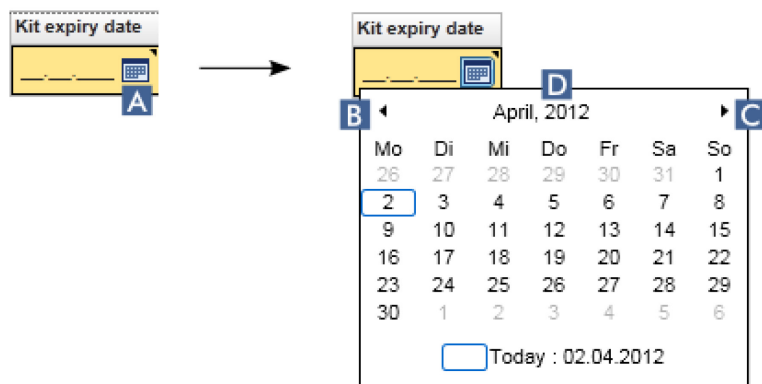 Kit expiry date
__.__.____
A
Kit expiry date
__.__.____
D
B
April, 2012
C
Mo Di Mi Do Fr Sa So
26 27 28 29 30 31 1
2 3 4 5 6 7 8
9 10 11 12 13 14 15
16 17 18 19 20 21 22
23 24 25 26 27 28 29
30 1 2 3 4 5 6
Today : 02.04.2012